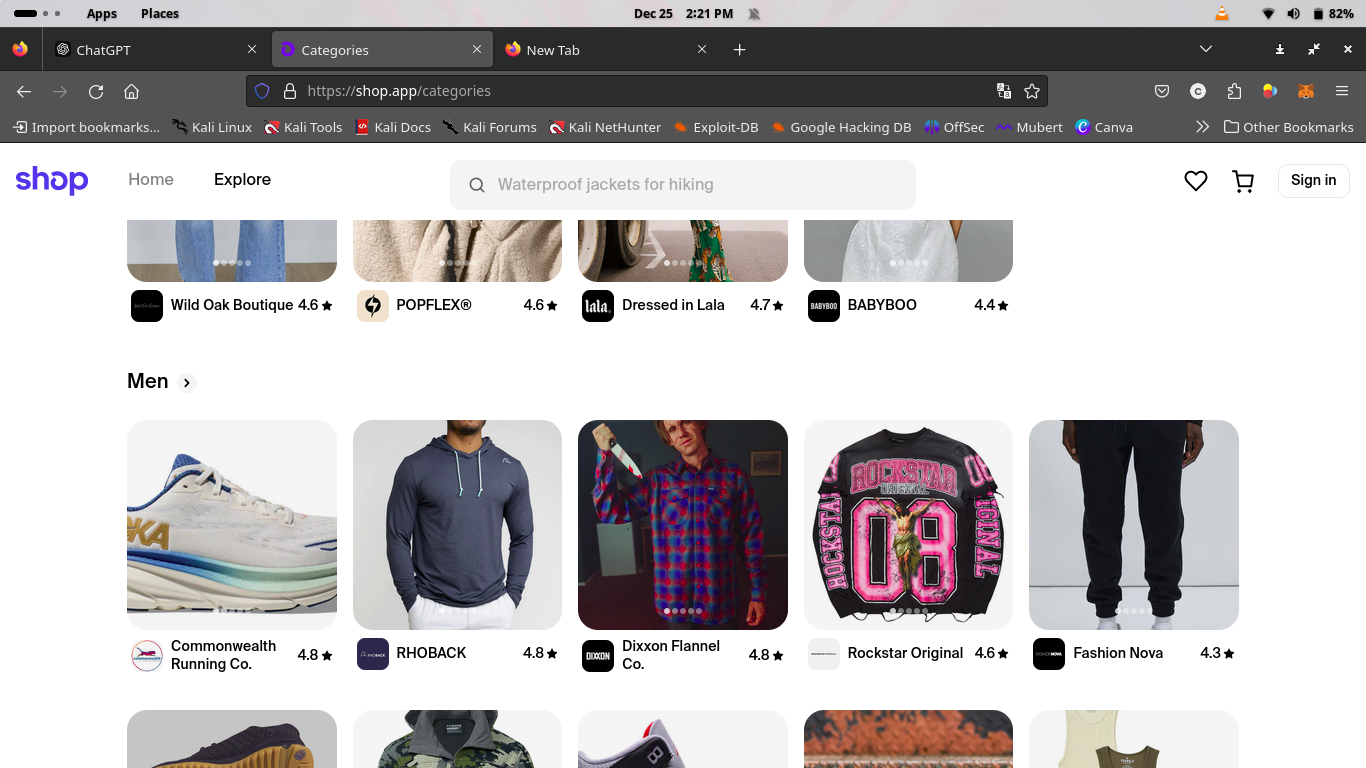 Apps Places Dec 25 2:21 PM 82%
ChatGPT Categories New Tab
https://shop.app/categories
Import bookmarks... Kali Linux Kali Tools Kali Docs Kali Forums Kali NetHunter Exploit-DB Google Hacking DB OffSec Mubert Canva Other Bookmarks
shop Home Explore Waterproof jackets for hiking Sign in
Wild Oak Boutique 4.6 POPFLEX® 4.6 lala. Dressed in Lala 4.7 BABYBOO BABYBOO 4.4
Men
ROCKSTAR
ORIGINAL
08
Commonwealth Running Co. 4.8
RHOBACK RHOBACK 4.8
DIXXON Dixxon Flannel Co. 4.8
Rockstar Original 4.6
FASHION NOVA Fashion Nova 4.3